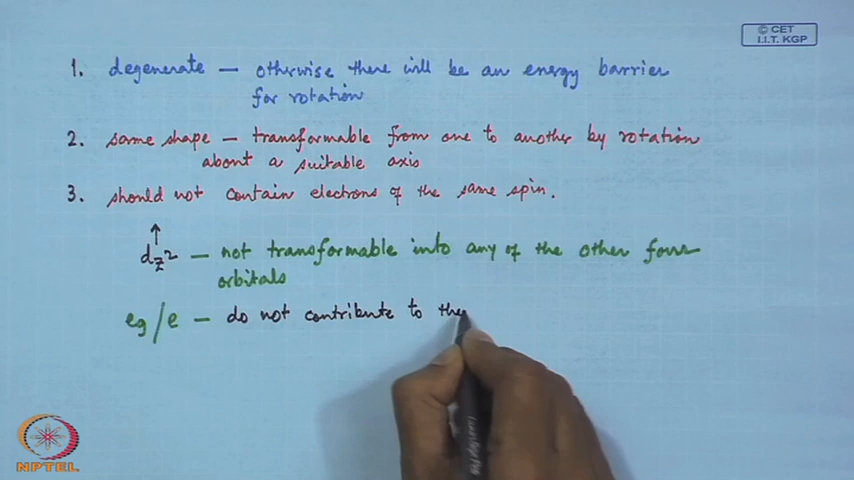 © CET
I.I.T. KGP
1. degenerate — otherwise there will be an energy barrier
for rotation
2. same shape — transformable from one to another by rotation
about a suitable axis
3. should not contain electrons of the same spin.
↑
dz2 — not transformable into any of the other four
orbitals
eg/e — do not contribute to the
NPTEL